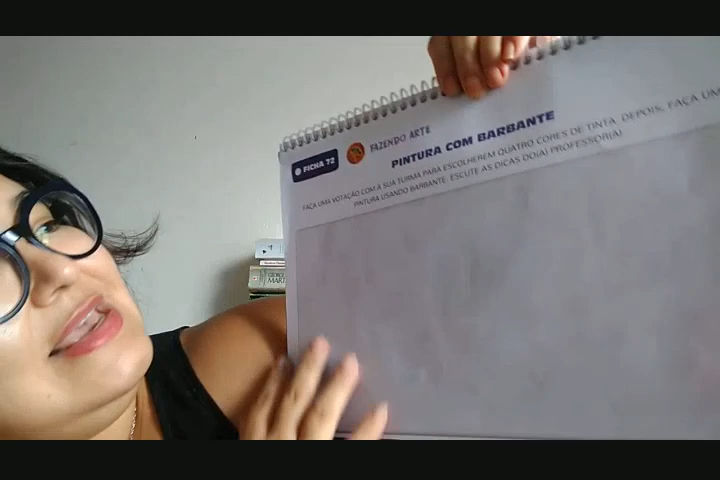 FICHA 72
FAZENDO ARTE
PINTURA COM BARBANTE
FAÇA UMA VOTAÇÃO COM A SUA TURMA PARA ESCOLHEREM QUATRO CORES DE TINTA. DEPOIS, FAÇA UM
PINTURA USANDO BARBANTE. ESCUTE AS DICAS DO(A) PROFESSOR(A)